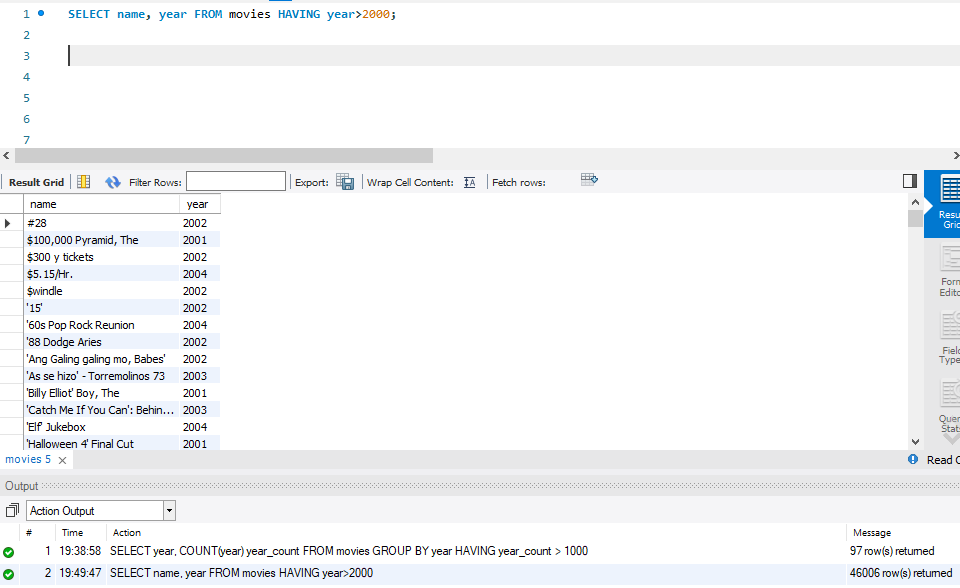 1 SELECT name, year FROM movies HAVING year>2000;
2
3
4
5
6
7
Result Grid Filter Rows: Export: Wrap Cell Content: Fetch rows:
name year
#28 2002
$100,000 Pyramid, The 2001
$300 y tickets 2002
$5.15/Hr. 2004
$windle 2002
'15' 2002
'60s Pop Rock Reunion 2004
'88 Dodge Aries 2002
'Ang Galing galing mo, Babes' 2002
'As se hizo' - Torremolinos 73 2003
'Billy Elliot' Boy, The 2001
'Catch Me If You Can': Behin... 2003
'Elf' Jukebox 2004
'Halloween 4' Final Cut 2001
Resu
Grid
Form
Edito
Field
Type
Quer
Stat
movies 5 Read O
Output
Action Output
# Time Action Message
1 19:38:58 SELECT year, COUNT(year) year_count FROM movies GROUP BY year HAVING year_count > 1000 97 row(s) returned
2 19:49:47 SELECT name, year FROM movies HAVING year>2000 46006 row(s) returned